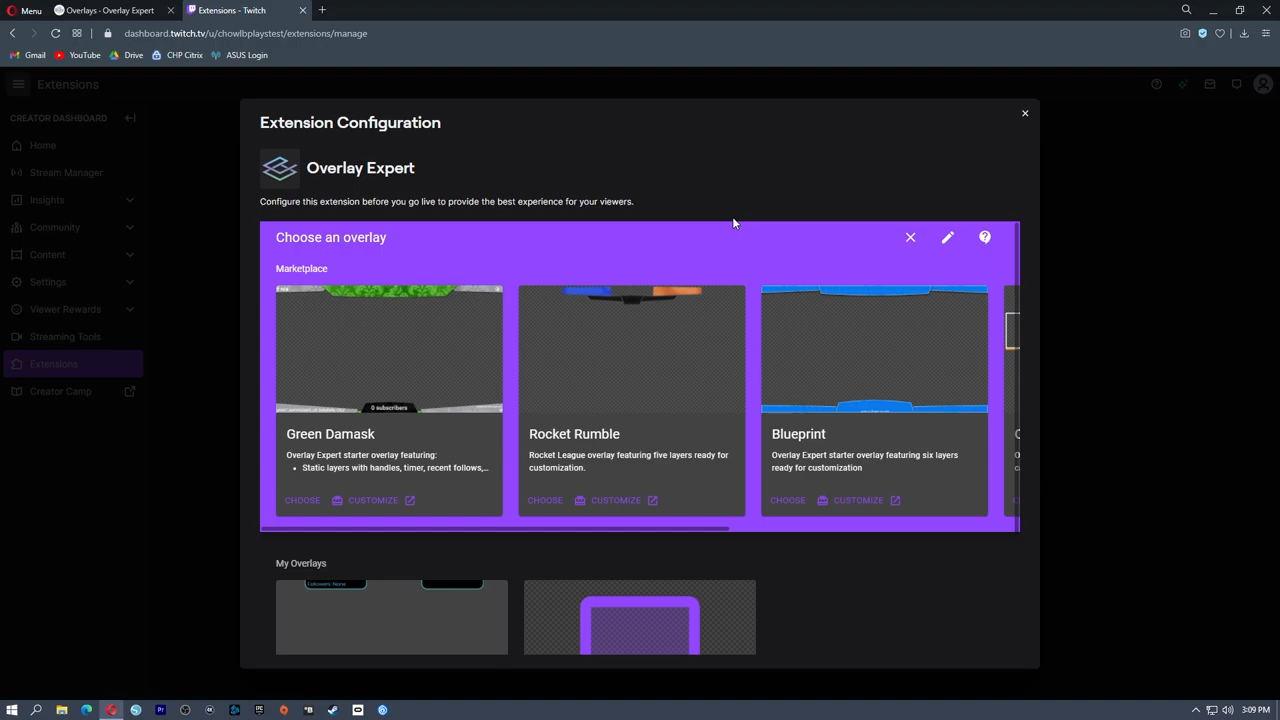 Menu
Overlays - Overlay Expert
Extensions - Twitch
dashboard.twitch.tv/u/chowlbplaystest/extensions/manage
Gmail
YouTube
Drive
CHP Citrix
ASUS Login
Extensions
CREATOR DASHBOARD
Home
Stream Manager
Insights
Community
Content
Settings
Viewer Rewards
Streaming Tools
Extensions
Creator Camp
Extension Configuration
Overlay Expert
Configure this extension before you go live to provide the best experience for your viewers.
Choose an overlay
Marketplace
0 subscribers
Green Damask
Overlay Expert starter overlay featuring:
• Static layers with handles, timer, recent follows,...
CHOOSE
CUSTOMIZE
Rocket Rumble
Rocket League overlay featuring five layers ready for
customization.
CHOOSE
CUSTOMIZE
Blueprint
Overlay Expert starter overlay featuring six layers
ready for customization
CHOOSE
CUSTOMIZE
My Overlays
Followers: None
3:09 PM